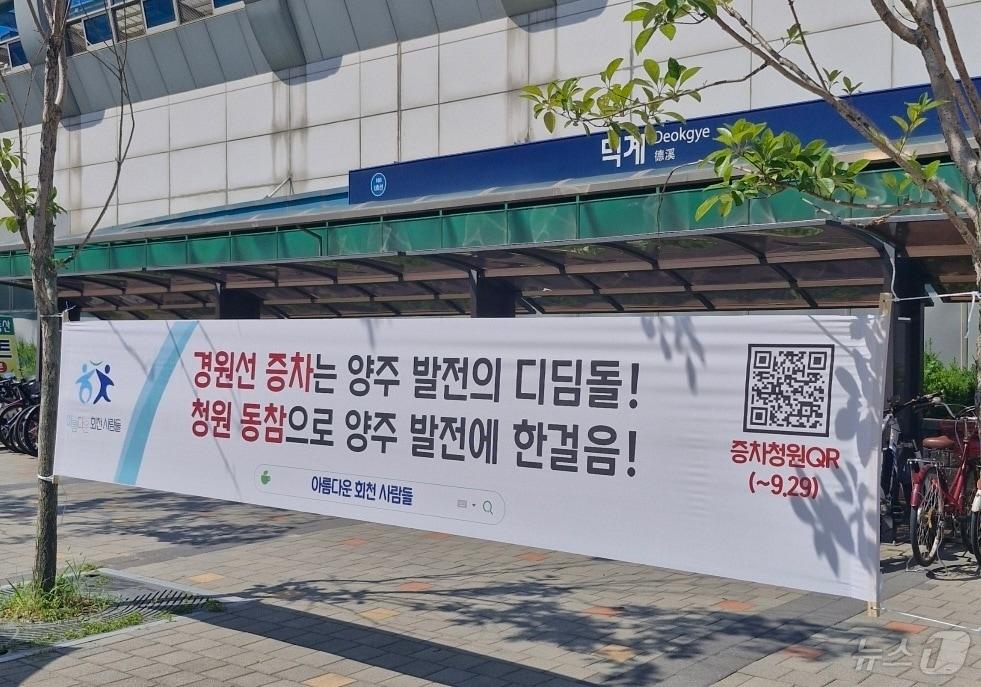 덕계 Deokgye
德溪
1호선
경원선 증차는 양주 발전의 디딤돌!
청원 동참으로 양주 발전에 한걸음!
아름다운 회천 사람들
아름다운 회천 사람들
증차청원QR
(~9.29)
뉴스1